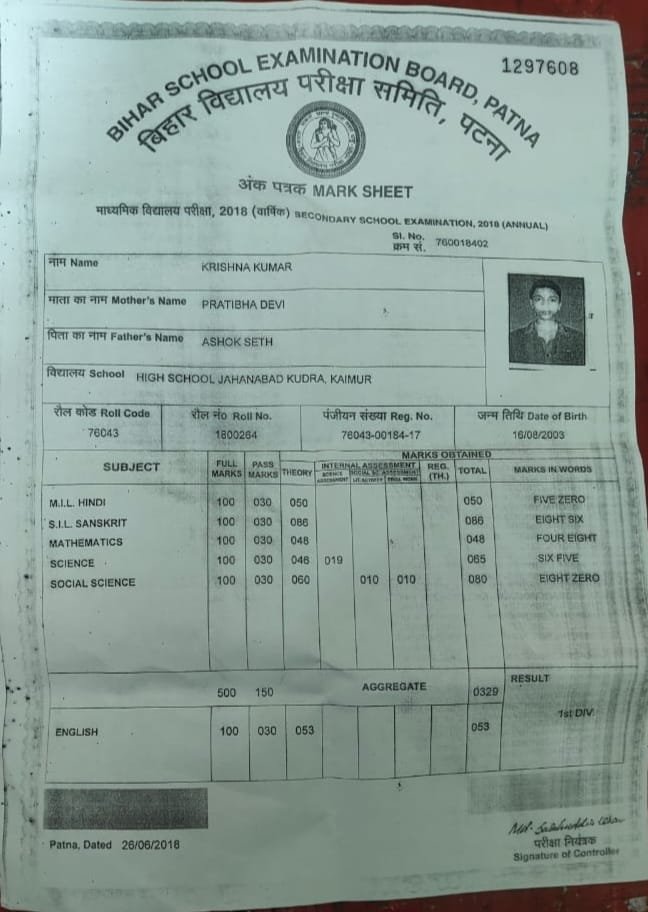 1297608
BIHAR SCHOOL EXAMINATION BOARD, PATNA
बिहार विद्यालय परीक्षा समिति, पटना
अंक पत्रक MARK SHEET
माध्यमिक विद्यालय परीक्षा, 2018 (वार्षिक) SECONDARY SCHOOL EXAMINATION, 2018 (ANNUAL)
Sl. No.
क्रम सं. 760018402
नाम Name KRISHNA KUMAR
माता का नाम Mother's Name PRATIBHA DEVI
पिता का नाम Father's Name ASHOK SETH
विद्यालय School HIGH SCHOOL JAHANABAD KUDRA, KAIMUR
रौल कोड Roll Code रौल नं० Roll No. पंजीयन संख्या Reg. No. जन्म तिथि Date of Birth
76043 1800264 76043-00184-17 16/08/2003
MARKS OBTAINED
SUBJECT FULL MARKS PASS MARKS THEORY INTERNAL ASSESSMENT REG. (TH.) TOTAL MARKS IN WORDS
SCIENCE ASSESSMENT
M.I.L. HINDI 100 030 050 050 FIVE ZERO
S.I.L. SANSKRIT 100 030 086 086 EIGHT SIX
MATHEMATICS 100 030 048 048 FOUR EIGHT
SCIENCE 100 030 046 019 065 SIX FIVE
SOCIAL SCIENCE 100 030 060 010 010 080 EIGHT ZERO
500 150 AGGREGATE 0329 RESULT
1st DIV
ENGLISH 100 030 053 053
Patna, Dated 26/06/2018
परीक्षा नियंत्रक
Signature of Controller